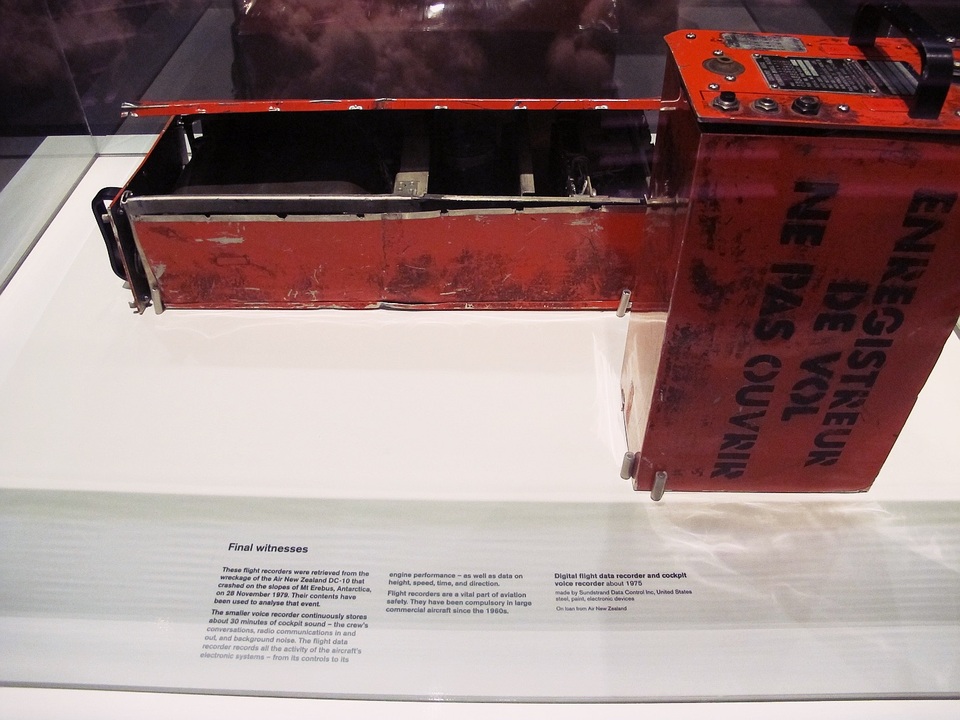 ENREGISTREUR
DE VOL
NE PAS OUVRIR
Final witnesses
These flight recorders were retrieved from the
wreckage of the Air New Zealand DC-10 that
crashed on the slopes of Mt Erebus, Antarctica,
on 28 November 1979. Their contents have
been used to analyse that event.
The smaller voice recorder continuously stores
about 30 minutes of cockpit sound – the crew's
conversations, radio communications in and
out, and background noise. The flight data
recorder records all the activity of the aircraft's
electronic systems – from its controls to its
engine performance – as well as data on
height, speed, time, and direction.
Flight recorders are a vital part of aviation
safety. They have been compulsory in large
commercial aircraft since the 1960s.
Digital flight data recorder and cockpit
voice recorder about 1975
made by Sundstrand Data Control Inc, United States
steel, paint, electronic devices
On loan from Air New Zealand